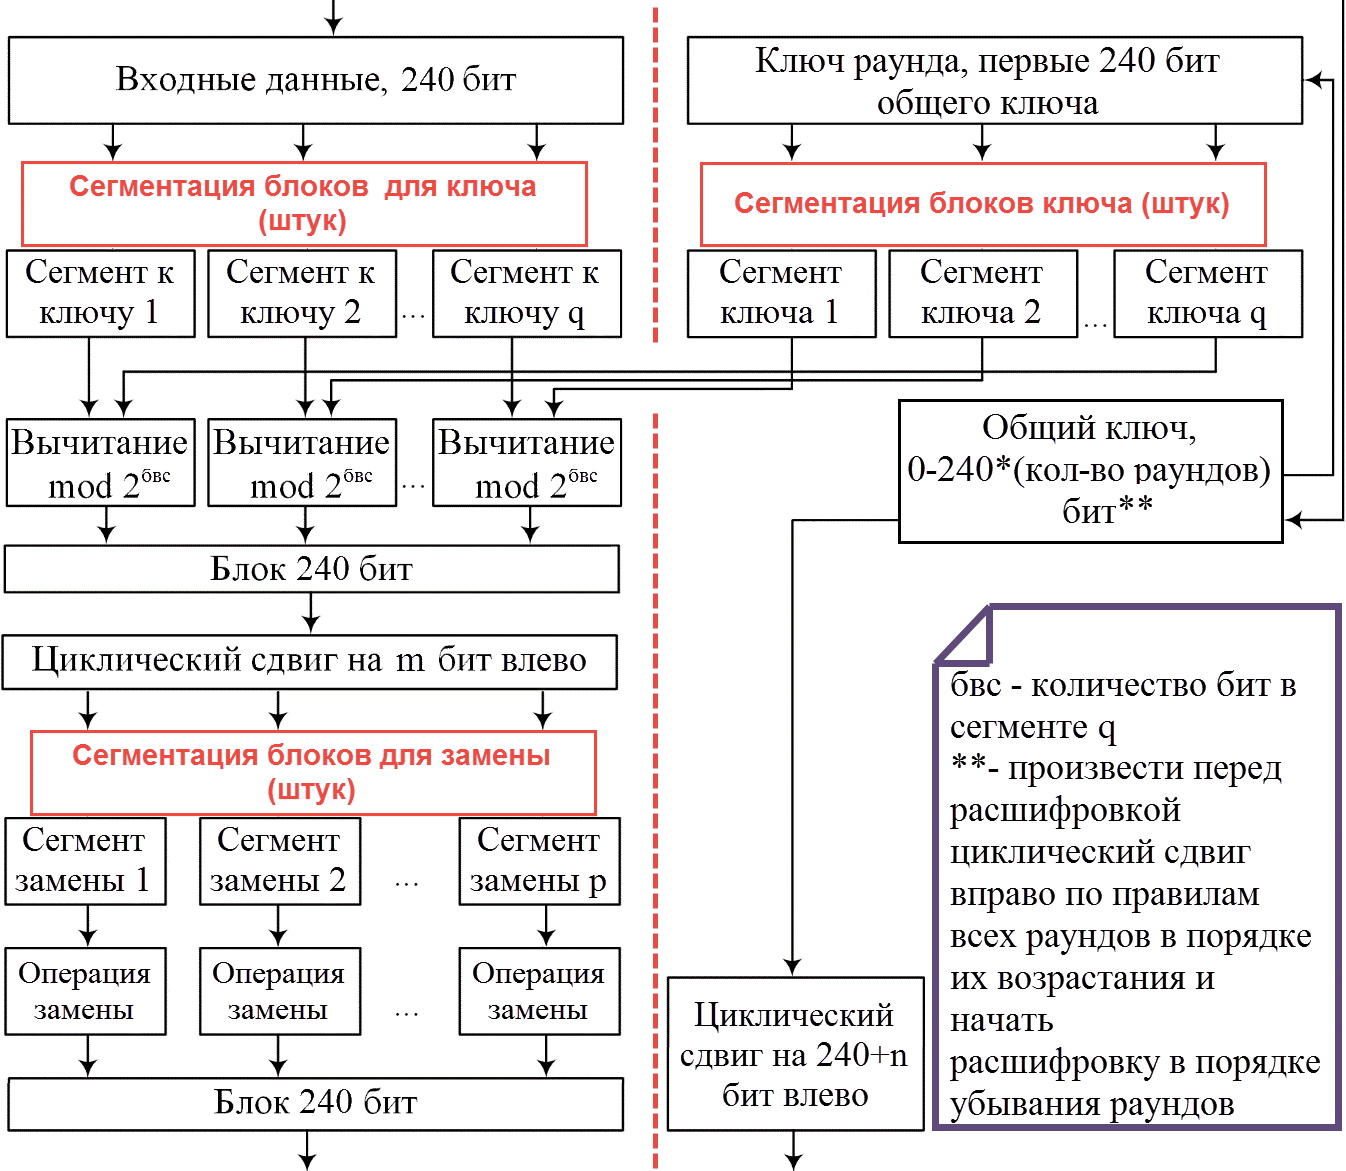 Входные данные, 240 бит
Ключ раунда, первые 240 бит
общего ключа
Сегментация блоков для ключа
(штук)
Сегментация блоков ключа (штук)
Сегмент к
ключу 1
Сегмент к
ключу 2
...
Сегмент к
ключу q
Сегмент
ключа 1
Сегмент
ключа 2
...
Сегмент
ключа q
Вычитание
mod 2^бвс
Вычитание
mod 2^бвс
...
Вычитание
mod 2^бвс
Общий ключ,
0-240*(кол-во раундов)
бит**
Блок 240 бит
Циклический сдвиг на m бит влево
Сегментация блоков для замены
(штук)
Сегмент
замены 1
Сегмент
замены 2
...
Сегмент
замены p
Операция
замены
Операция
замены
...
Операция
замены
Блок 240 бит
Циклический
сдвиг на 240+n
бит влево
бвс - количество бит в
сегменте q
**- произвести перед
расшифровкой
циклический сдвиг
вправо по правилам
всех раундов в порядке
их возрастания и
начать
расшифровку в порядке
убывания раундов